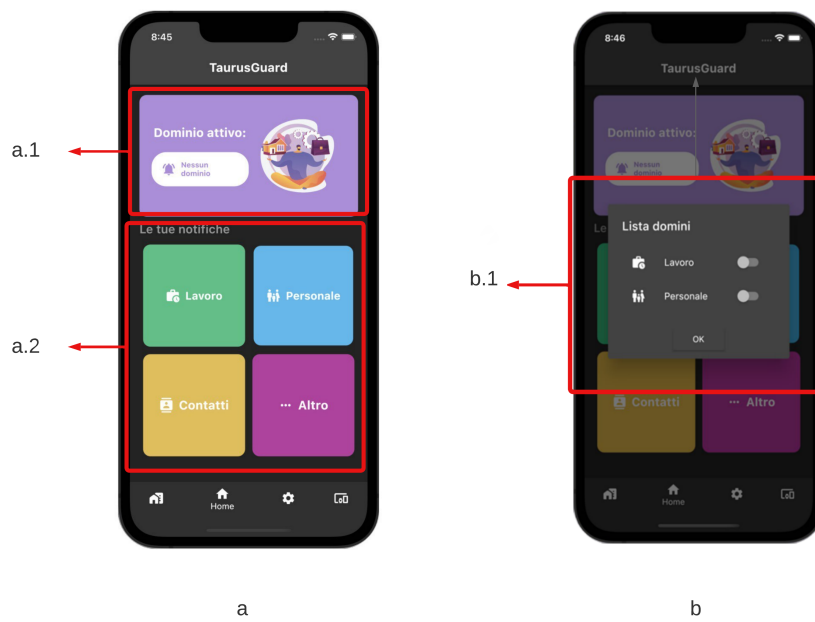 8:45
TaurusGuard
Dominio attivo:
Nessun
dominio
Le tue notifiche
Lavoro
Personale
Contatti
Altro
Home
a.1
a.2
a
8:46
TaurusGuard
Dominio attivo:
Nessun
dominio
Le
Lista domini
Lavoro
Personale
OK
Contatti
Altro
Home
b.1
b